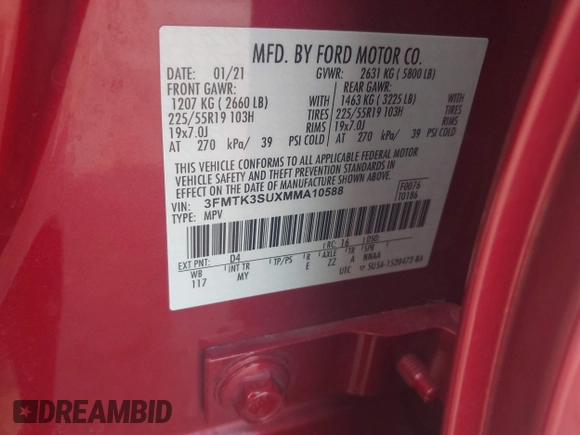 MFD. BY FORD MOTOR CO.
DATE: 01/21 GVWR: 2631 KG ( 5800 LB)
FRONT GAWR: REAR GAWR:
1207 KG ( 2660 LB) WITH 1463 KG ( 3225 LB) WITH
225/55R19 103H TIRES 225/55R19 103H TIRES
19x7.0J RIMS 19x7.0J RIMS
AT 270 kPa/ 39 PSI COLD AT 270 kPa/ 39 PSI COLD
THIS VEHICLE CONFORMS TO ALL APPLICABLE FEDERAL MOTOR
VEHICLE SAFETY AND THEFT PREVENTION STANDARDS IN
EFFECT ON THE DATE OF MANUFACTURE SHOWN ABOVE.
VIN: 3FMTK3SUXMMA10588 F0076
TYPE: MPV T0186
EXT PNT: D4 RC: 16 DSO:
WB INT TR TP/PS R AXLE TR SPR
117 MY E ZZ A NNAA
UTC
DREAMBID